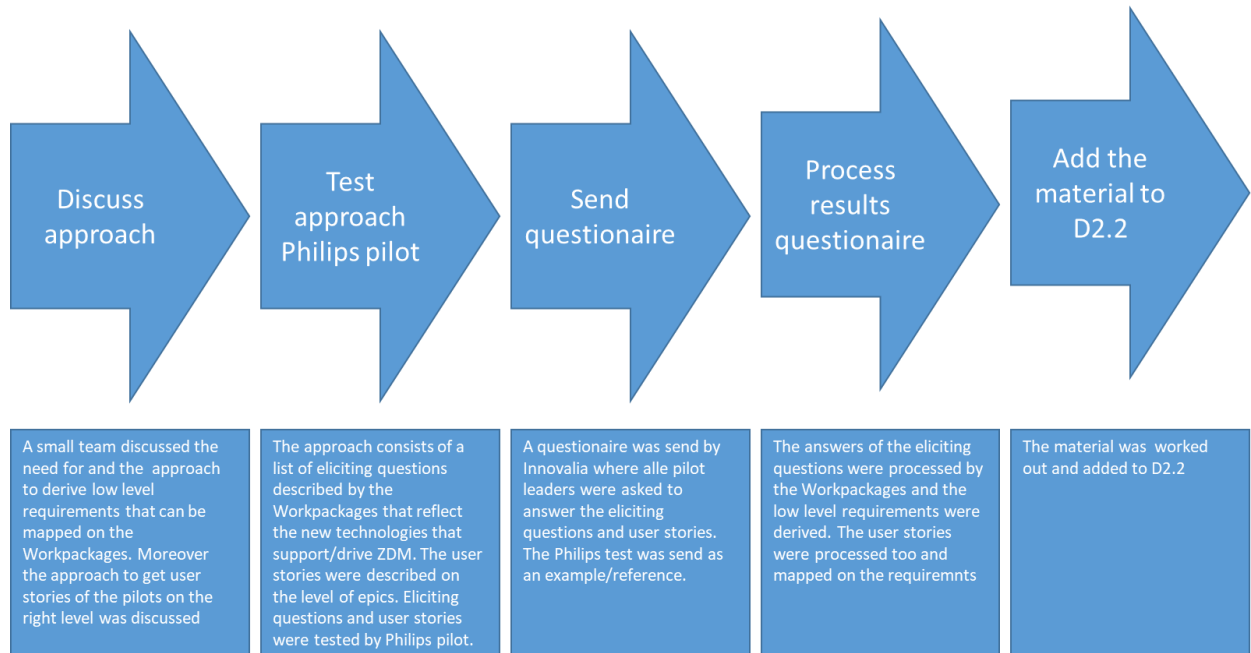 Discuss
approach
Test
approach
Philips pilot
Send
questionaire
Process
results
questionaire
Add the
material to
D2.2
A small team discussed the
need for and the approach
to derive low level
requirements that can be
mapped on the
Workpackages. Moreover
the approach to get user
stories of the pilots on the
right level was discussed
The approach consists of a
list of eliciting questions
described by the
Workpackages that reflect
the new technologies that
support/drive ZDM. The user
stories were described on
the level of epics. Eliciting
questions and user stories
were tested by Philips pilot.
A questionaire was send by
Innovalia where alle pilot
leaders were asked to
answer the eliciting
questions and user stories.
The Philips test was send as
an example/reference.
The answers of the eliciting
questions were processed by
the Workpackages and the
low level requirements were
derived. The user stories
were processed too and
mapped on the requiremnts
The material was worked
out and added to D2.2